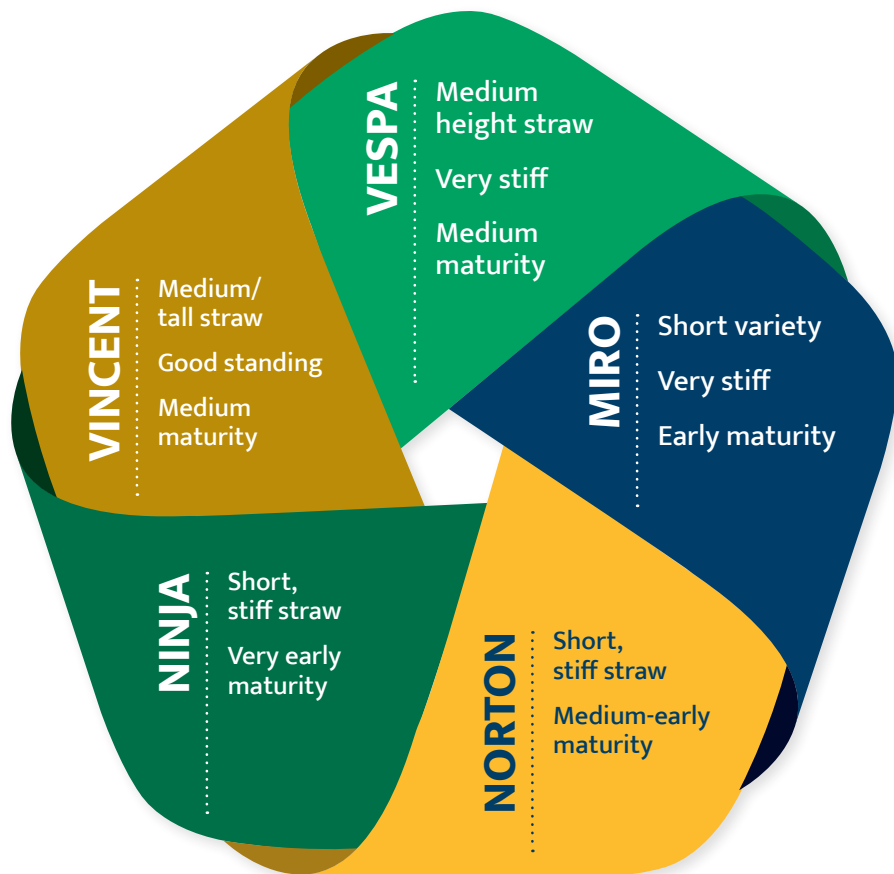 VESPA
Medium
height straw
Very stiff
Medium
maturity
MIRO
Short variety
Very stiff
Early maturity
NORTON
Short,
stiff straw
Medium-early
maturity
NINJA
Short,
stiff straw
Very early
maturity
VINCENT
Medium/
tall straw
Good standing
Medium
maturity